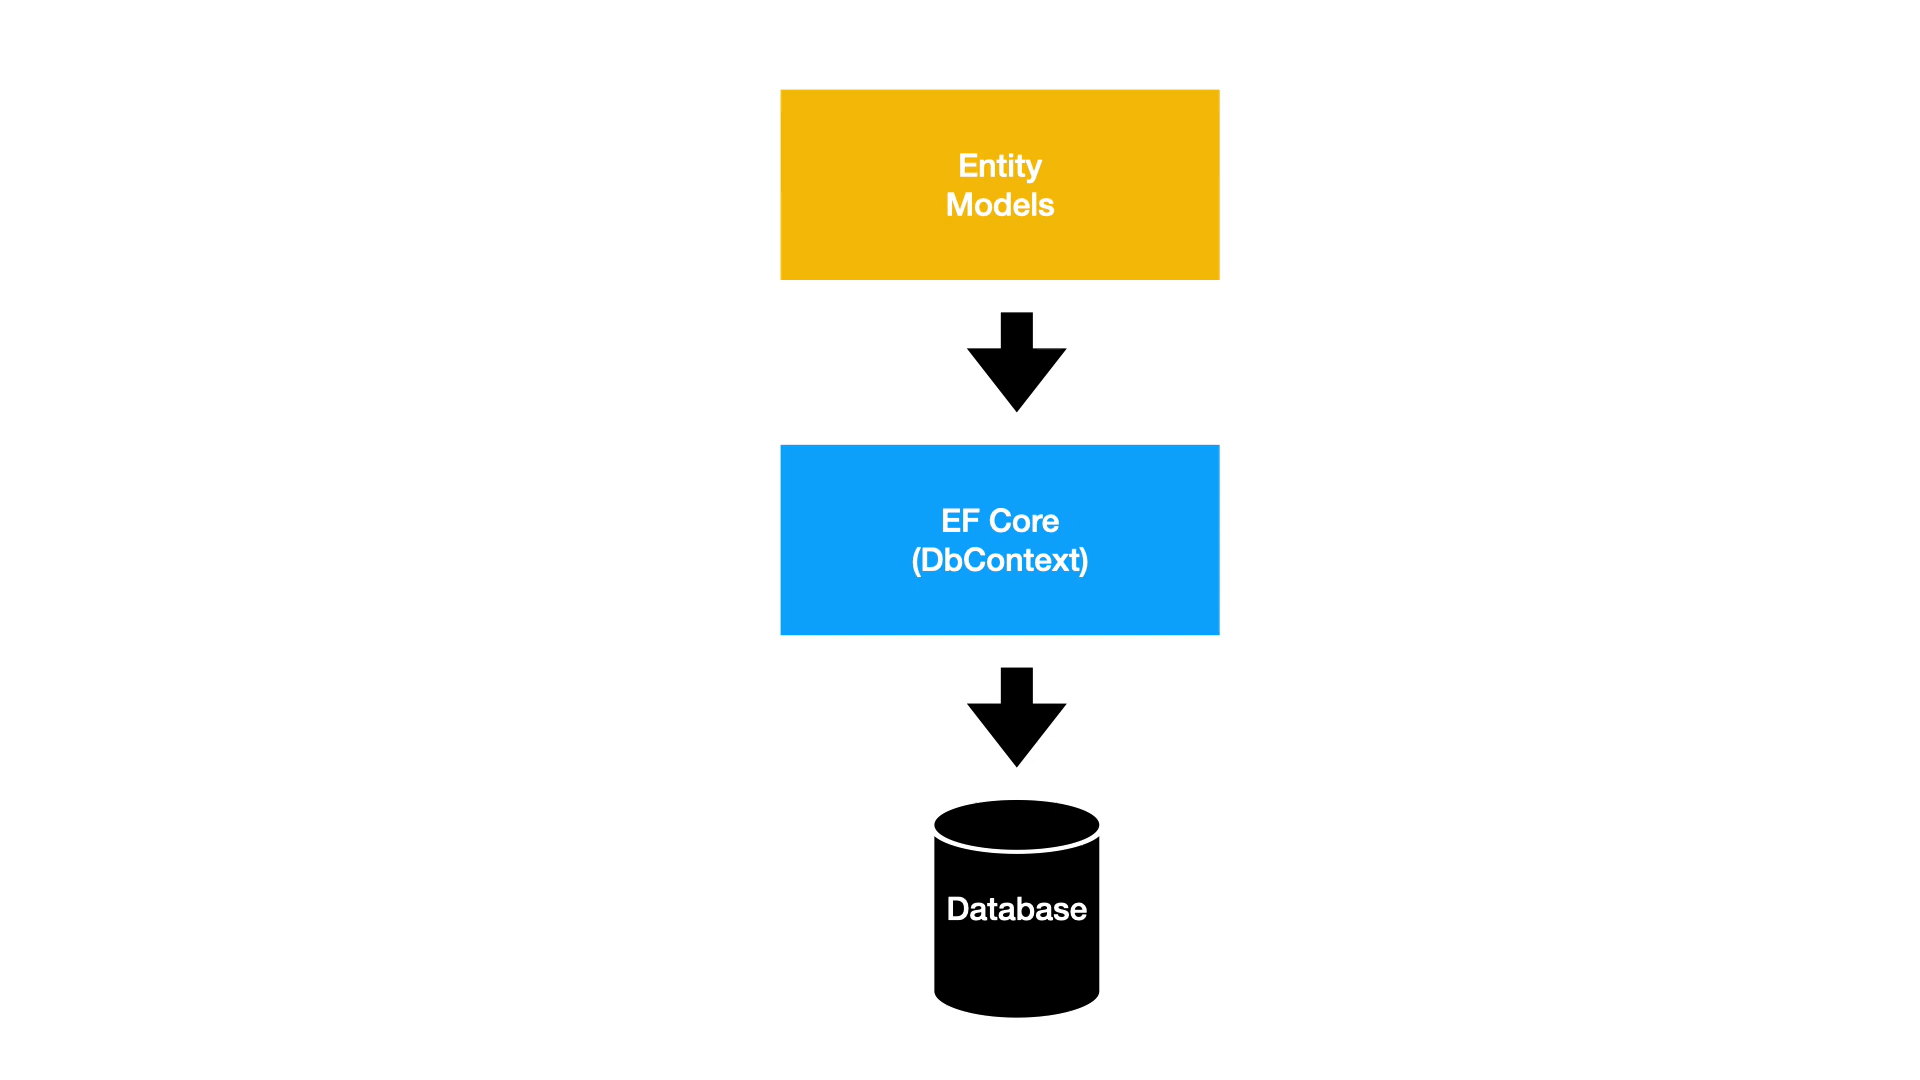 Entity
Models
EF Core
(DbContext)
Database